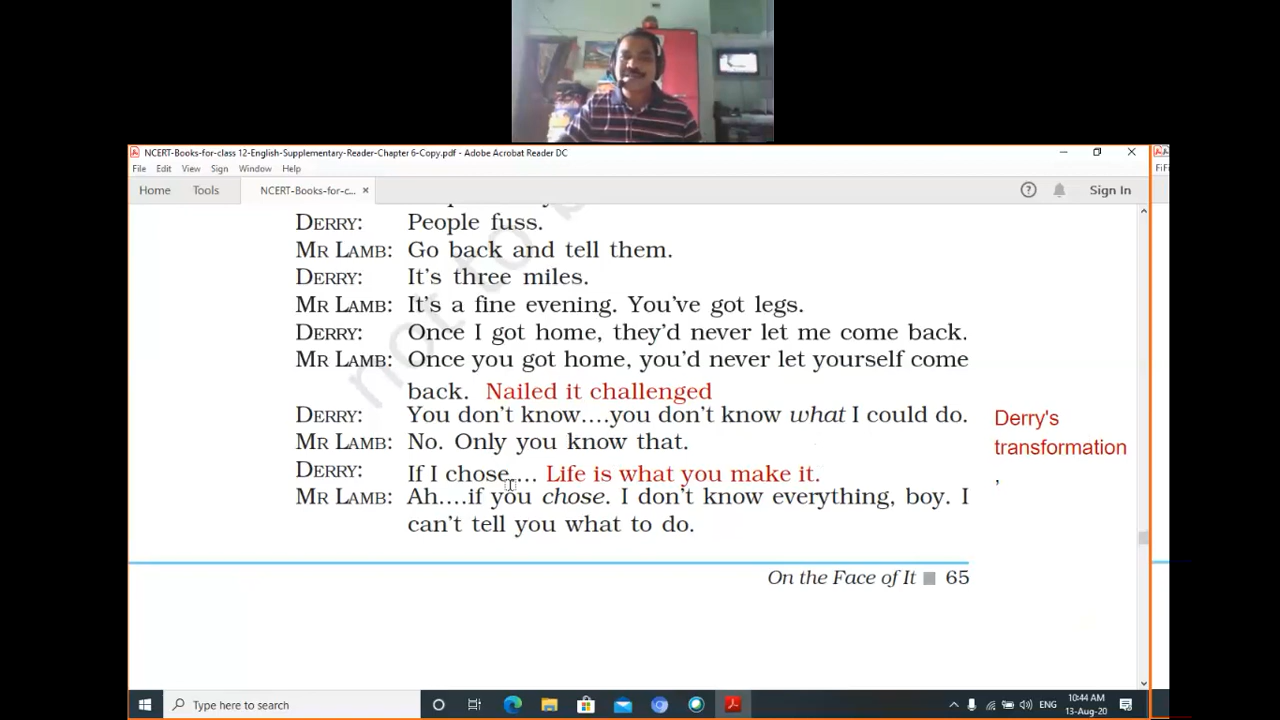 NCERT-Books-for-class 12-English-Supplementary-Reader-Chapter 6-Copy.pdf - Adobe Acrobat Reader DC
File Edit View Sign Window Help
Home Tools NCERT-Books-for-c... × Sign In
DERRY: People fuss.
MR LAMB: Go back and tell them.
DERRY: It's three miles.
MR LAMB: It's a fine evening. You've got legs.
DERRY: Once I got home, they'd never let me come back.
MR LAMB: Once you got home, you'd never let yourself come
back. Nailed it challenged
DERRY: You don't know....you don't know what I could do.
Derry's
transformation
,
MR LAMB: No. Only you know that.
DERRY: If I chose.... Life is what you make it.
MR LAMB: Ah....if you chose. I don't know everything, boy. I
can't tell you what to do.
On the Face of It 65
not to b
Type here to search
ENG
10:44 AM
13-Aug-20